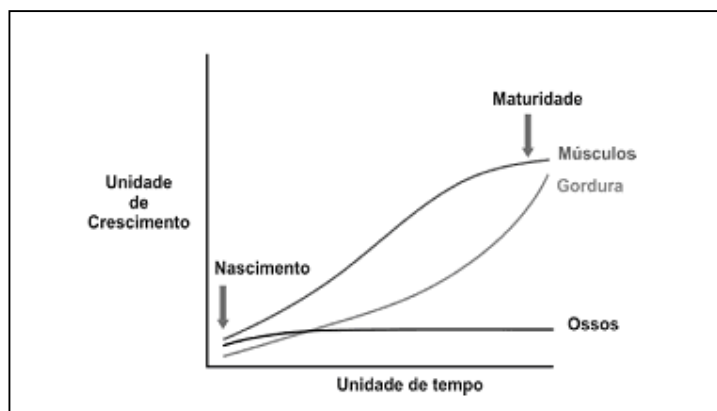 Maturidade
Músculos
Gordura
Unidade
de
Crescimento
Nascimento
Ossos
Unidade de tempo